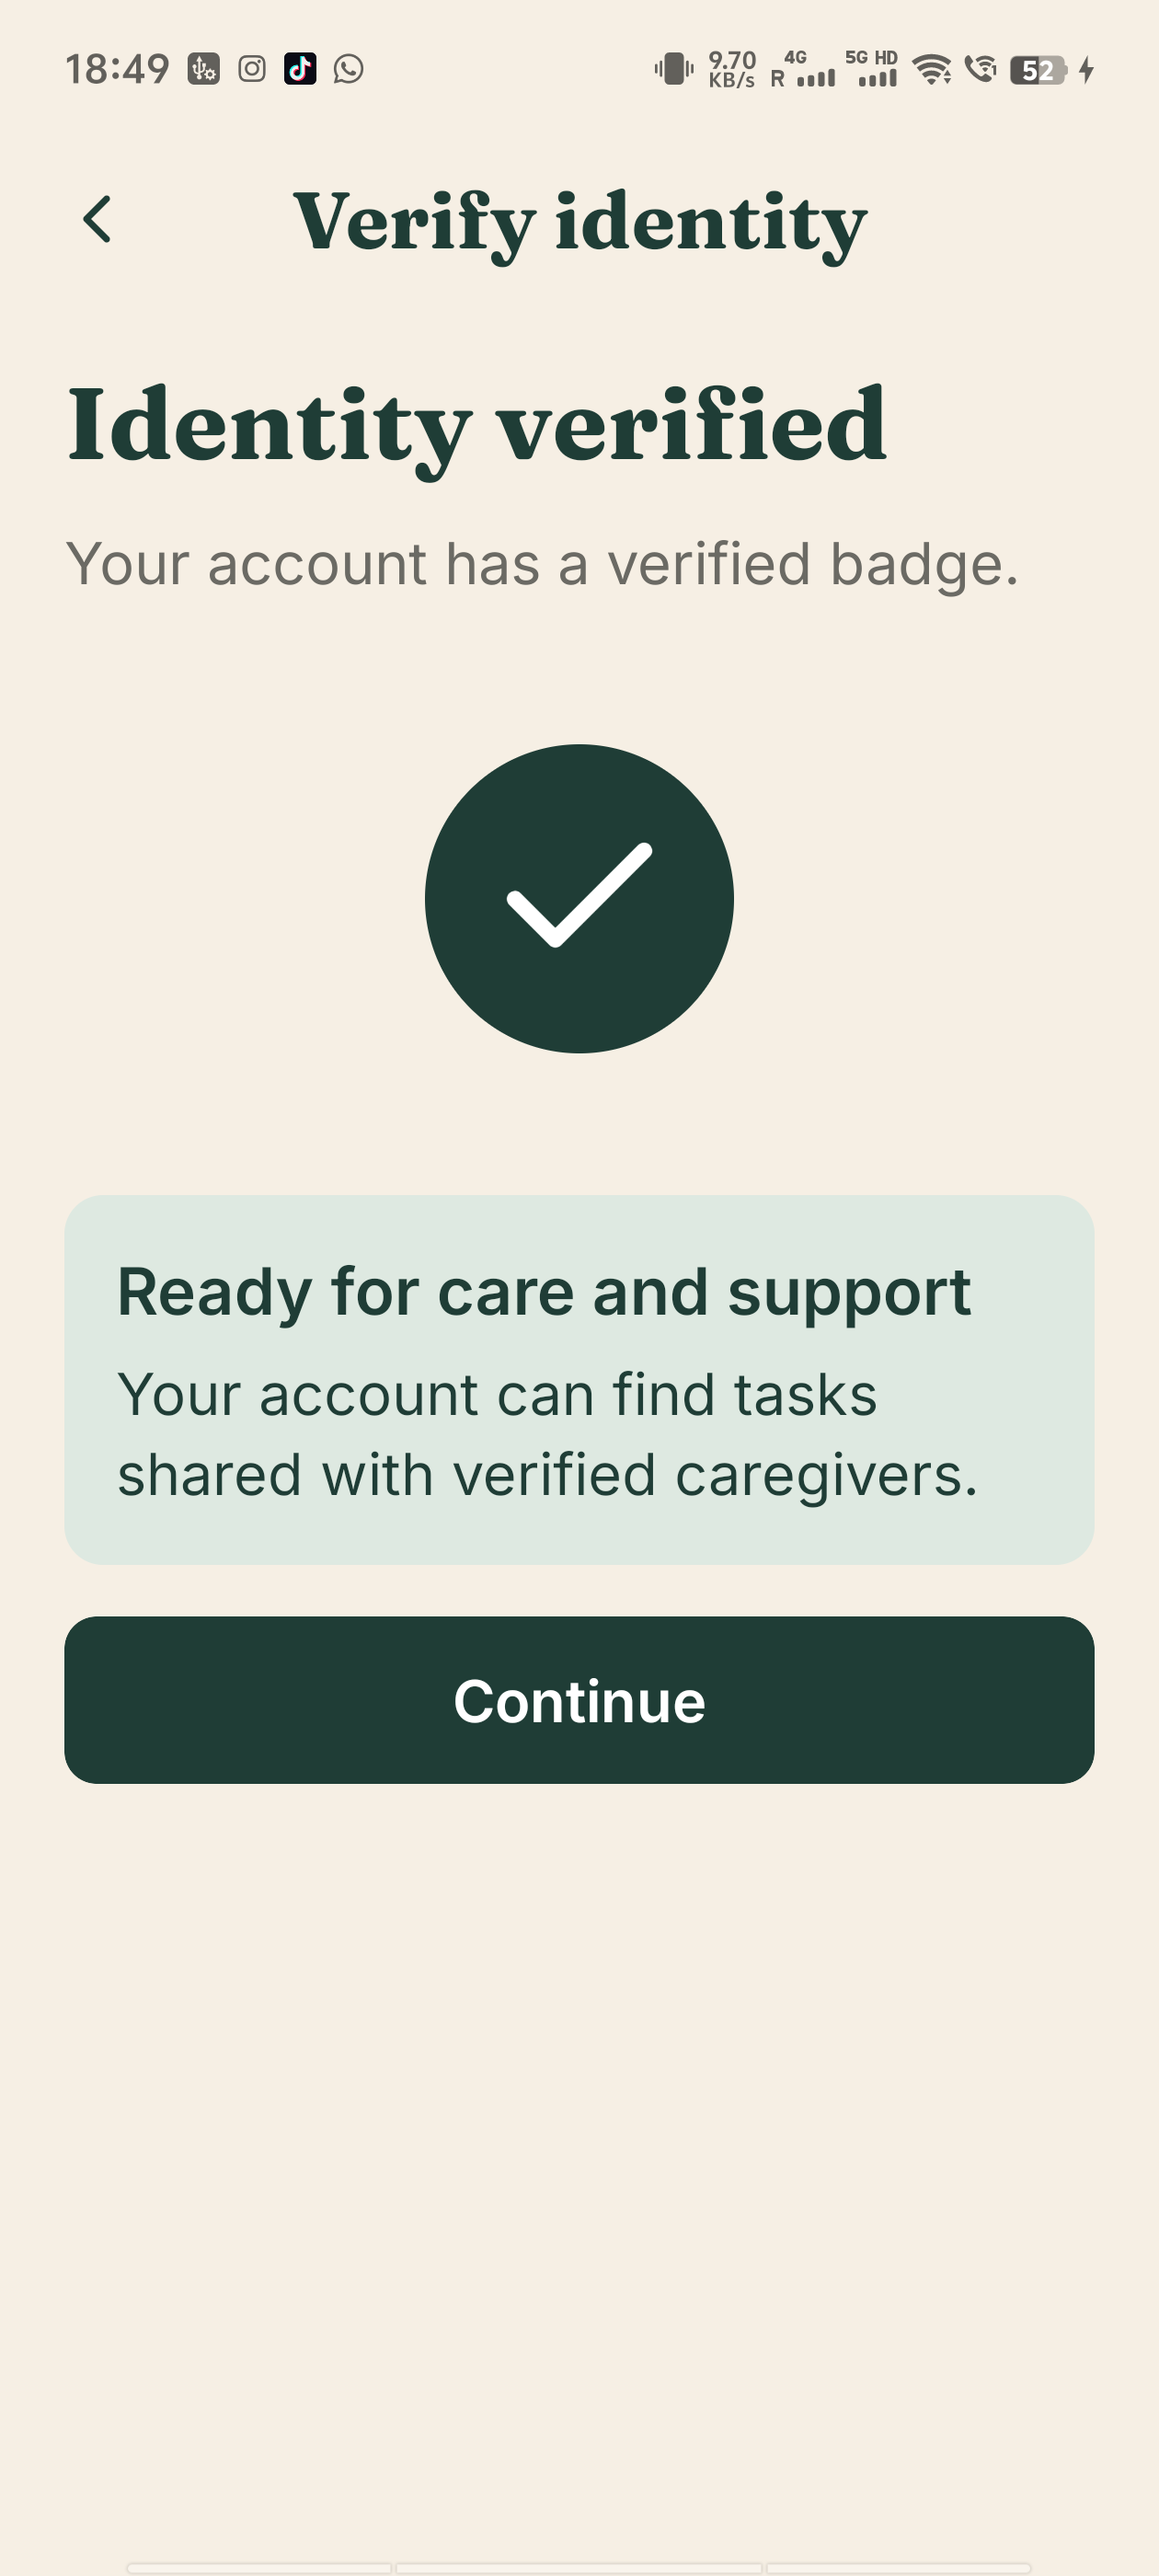 18:49
9.70
KB/s
R 4G
5G HD
52
Verify identity
Identity verified
Your account has a verified badge.
Ready for care and support
Your account can find tasks
shared with verified caregivers.
Continue